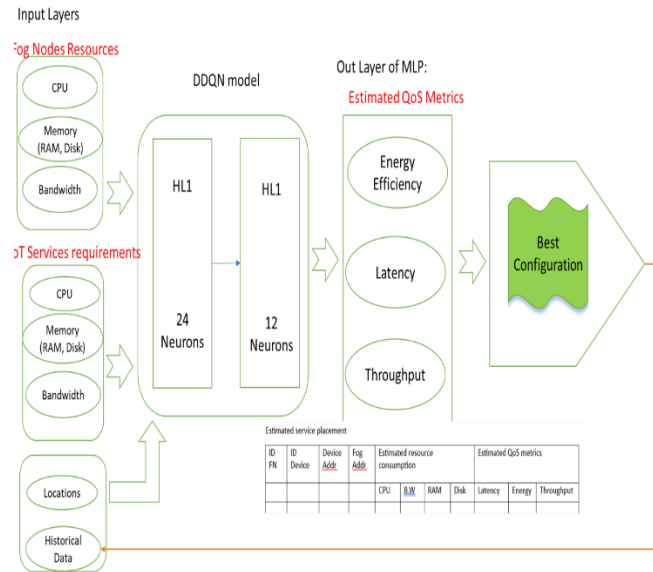 Input Layers
Fog Nodes Resources
CPU
Memory
(RAM, Disk)
Bandwidth
oT Services requirements
CPU
Memory
(RAM, Disk)
Bandwidth
Locations
Historical
Data
DDQN model
HL1
24
Neurons
HL1
12
Neurons
Out Layer of MLP:
Estimated QoS Metrics
Energy
Efficiency
Latency
Throughput
Best
Configuration
Estimated service placement
ID FN
ID Device
Device Addr
Fog Addr
Estimated resource consumption
Estimated QoS metrics
CPU B.W RAM Disk Latency Energy Throughput